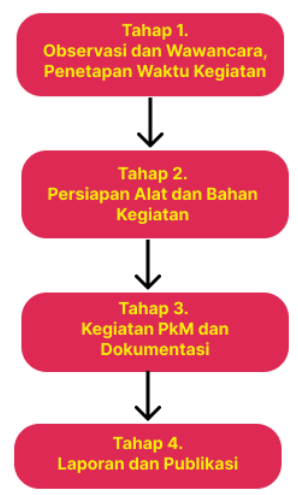 Tahap 1.
Observasi dan Wawancara,
Penetapan Waktu Kegiatan
Tahap 2.
Persiapan Alat dan Bahan
Kegiatan
Tahap 3.
Kegiatan PkM dan
Dokumentasi
Tahap 4.
Laporan dan Publikasi